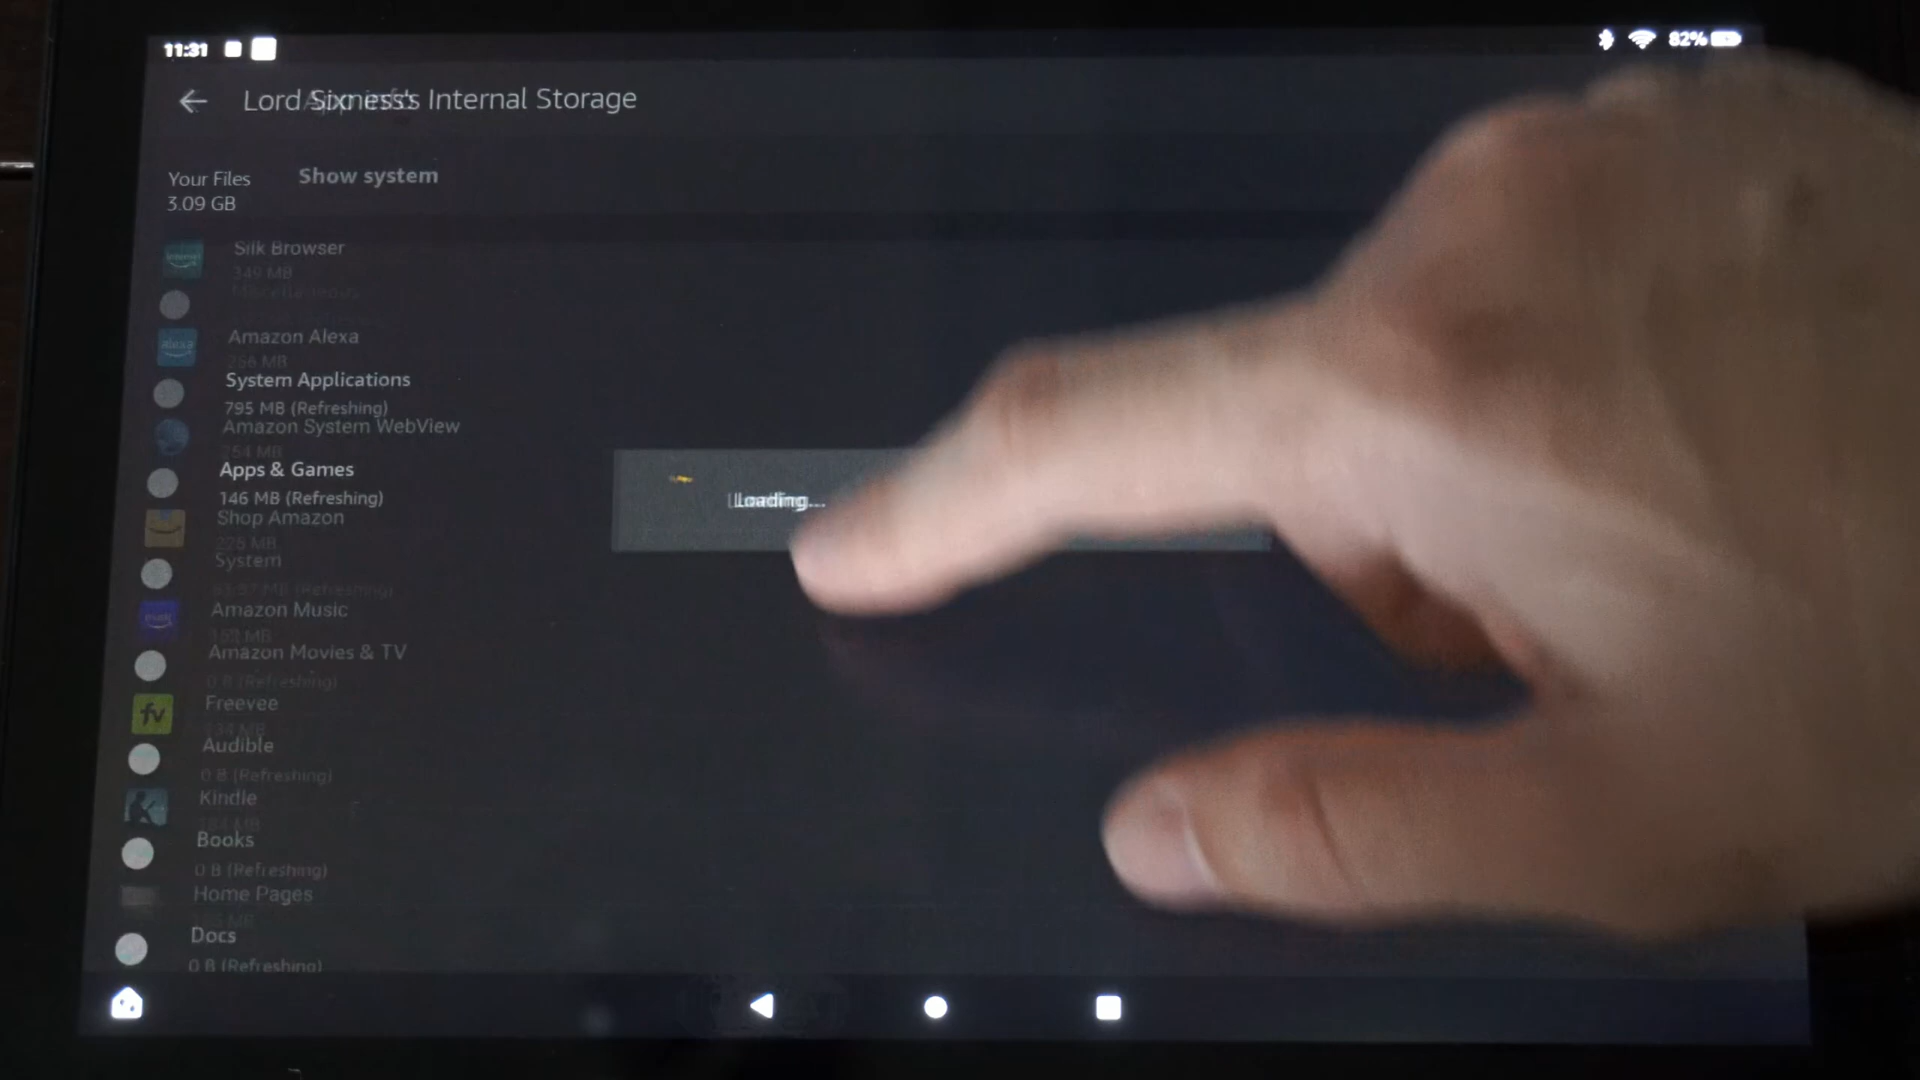 11:31
82%
Lord Sixness's Internal Storage
Your Files
3.09 GB
Show system
Silk Browser
349 MB
Miscellaneous
Amazon Alexa
256 MB
System Applications
795 MB (Refreshing)
Amazon System WebView
254 MB
Apps & Games
146 MB (Refreshing)
Loading...
Shop Amazon
225 MB
System
(Refreshing)
Amazon Music
MB
Amazon Movies & TV
0 B (Refreshing)
fv
Freevee
134 MB
Audible
0 B (Refreshing)
Kindle
MB
Books
0 B (Refreshing)
Home Pages
MB
Docs
0 B (Refreshing)